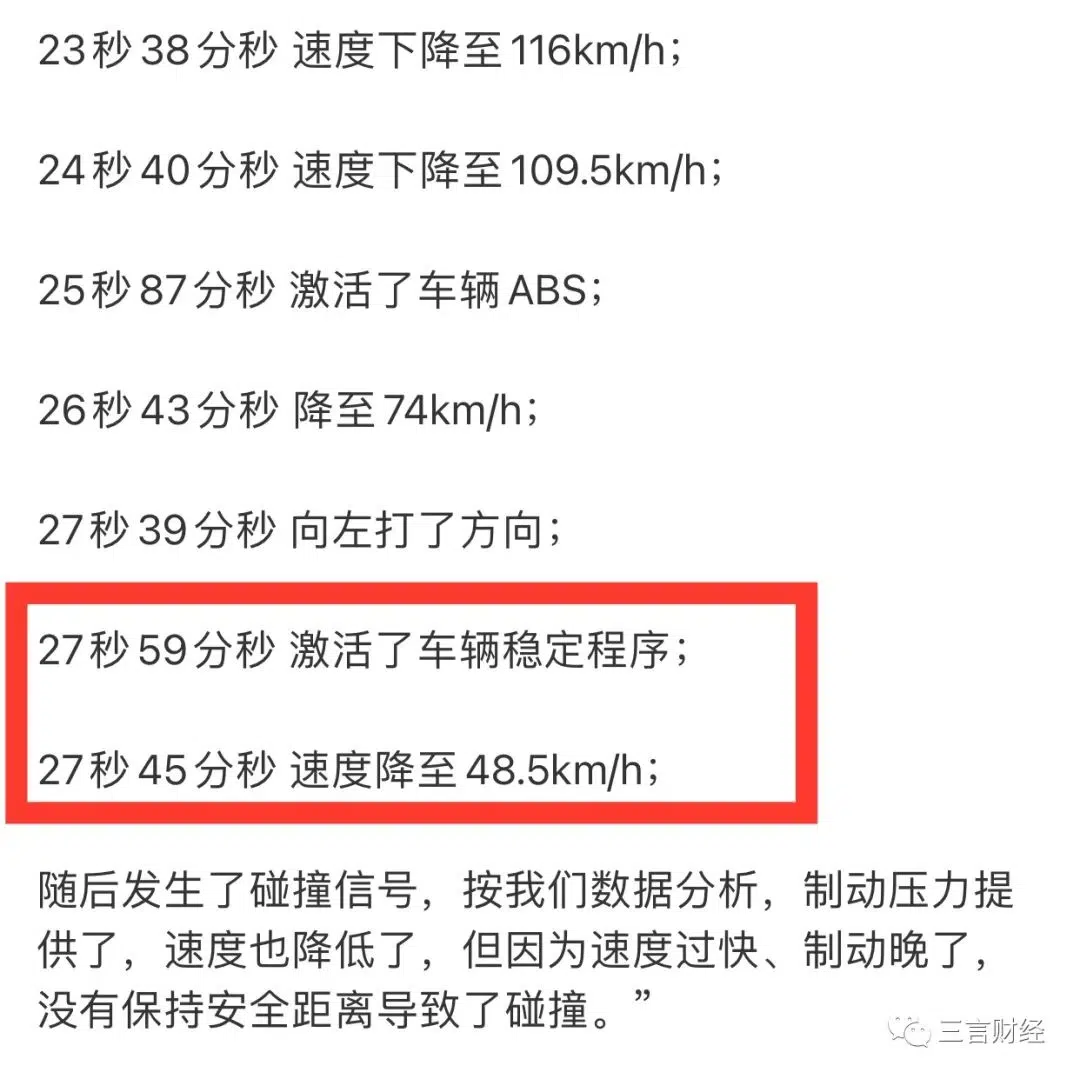 23秒38分秒 速度下降至116km/h；
24秒40分秒 速度下降至109.5km/h；
25秒87分秒 激活了车辆ABS；
26秒43分秒 降至74km/h；
27秒39分秒 向左打了方向；
27秒59分秒 激活了车辆稳定程序；
27秒45分秒 速度降至48.5km/h；
随后发生了碰撞信号，按我们数据分析，制动压力提
供了，速度也降低了，但因为速度过快、制动晚了，
没有保持安全距离导致了碰撞。”
三言财经